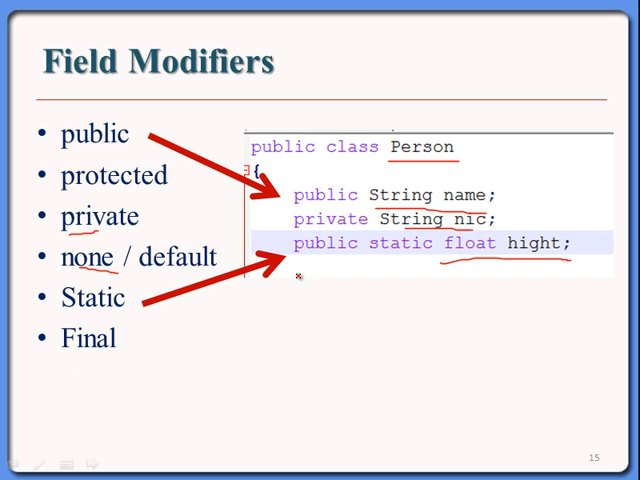 Field Modifiers
• public
• protected
• private
• none / default
• Static
• Final
public class Person
{
public String name;
private String nic;
public static float hight;
15